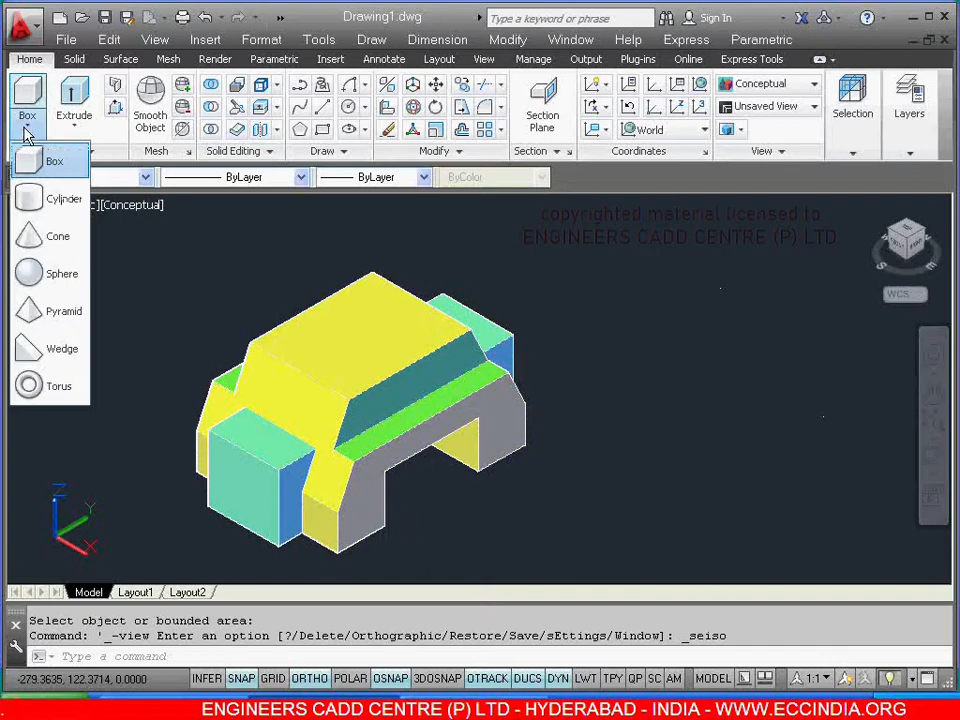 Drawing1.dwg
Type a keyword or phrase
Sign In
File Edit View Insert Format Tools Draw Dimension Modify Window Help Express Parametric
Home Solid Surface Mesh Render Parametric Insert Annotate Layout View Manage Output Plug-ins Online
Box
Extrude
Smooth
Object
Section
Plane
Conceptual
Unsaved View
World
Selection
Layers
Mesh
Solid Editing
Draw
Modify
Section
Coordinates
View
ByLayer
ByLayer
ByColor
Box
Cylinder
Cone
Sphere
Pyramid
Wedge
Torus
c][Conceptual]
copyrighted material licensed to
ENGINEERS CADD CENTRE (P) LTD
S E
WCS
Z
Y
X
Model Layout1 Layout2
Select object or bounded area:
Command: '_-view Enter an option [?/Delete/Orthographic/Restore/Save/sEttings/Window]: _seiso
Type a command
-279.3635, 122.3714, 0.0000
INFER SNAP GRID ORTHO POLAR OSNAP 3DOSNAP OTRACK DUCS DYN LWT TPY QP SC AM
MODEL
1:1
ENGINEERS CADD CENTRE (P) LTD - HYDERABAD - INDIA - WWW.ECCINDIA.ORG